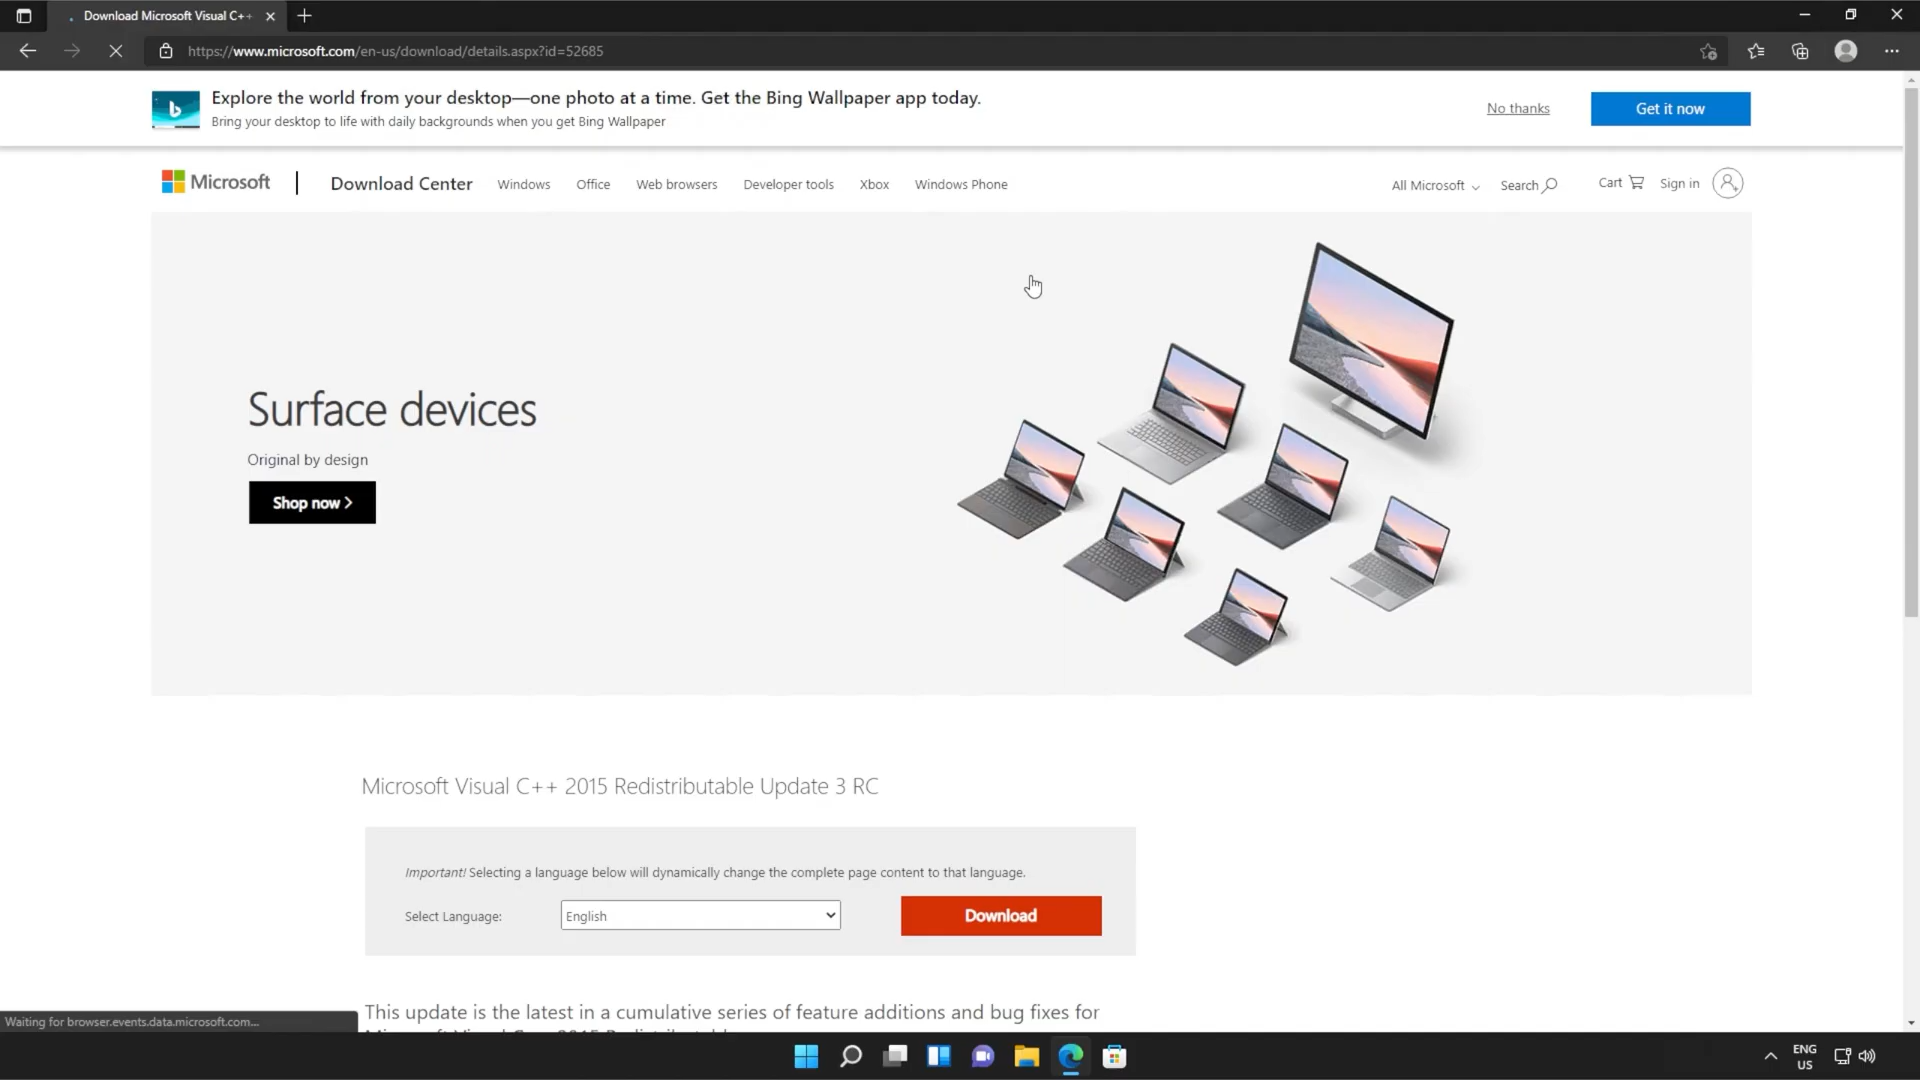 Download Microsoft Visual C++
https://www.microsoft.com/en-us/download/details.aspx?id=52685
Explore the world from your desktop—one photo at a time. Get the Bing Wallpaper app today.
Bring your desktop to life with daily backgrounds when you get Bing Wallpaper
No thanks
Get it now
Microsoft
Download Center
Windows
Office
Web browsers
Developer tools
Xbox
Windows Phone
All Microsoft
Search
Cart
Sign in
Surface devices
Original by design
Shop now >
Microsoft Visual C++ 2015 Redistributable Update 3 RC
Important! Selecting a language below will dynamically change the complete page content to that language.
Select Language:
English
Download
This update is the latest in a cumulative series of feature additions and bug fixes for
Waiting for browser.events.data.microsoft.com...
ENG
US